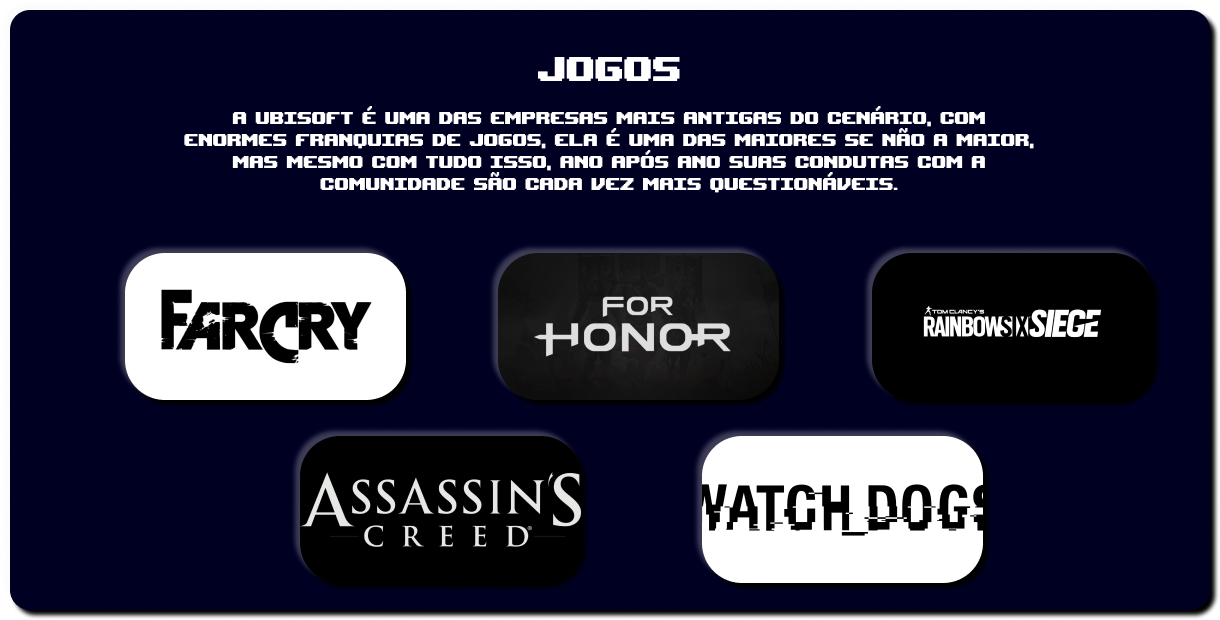 JOGOS
A UBISOFT É UMA DAS EMPRESAS MAIS ANTIGAS DO CENÁRIO, COM
ENORMES FRANQUIAS DE JOGOS, ELA É UMA DAS MAIORES SE NÃO A MAIOR,
MAS MESMO COM TUDO ISSO, ANO APÓS ANO SUAS CONDUTAS COM A
COMUNIDADE SÃO CADA VEZ MAIS QUESTIONÁVEIS.
FARCRY
FOR
HONOR
TOM CLANCY'S
RAINBOWSIX SIEGE
ASSASSIN'S
CREED®
WATCH_DOGS